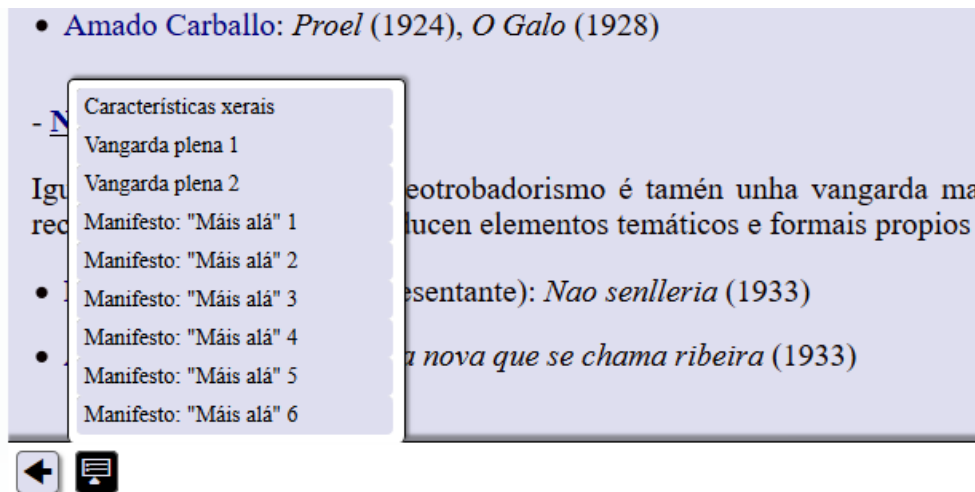 Amado Carballo: Proel (1924), O Galo (1928)
- N
Igu
eotrobadorismo é tamén unha vangarda ma
rec
ducen elementos temáticos e formais propios
esentante): Nao senlleria (1933)
a nova que se chama ribeira (1933)
Características xerais
Vangarda plena 1
Vangarda plena 2
Manifesto: "Máis alá" 1
Manifesto: "Máis alá" 2
Manifesto: "Máis alá" 3
Manifesto: "Máis alá" 4
Manifesto: "Máis alá" 5
Manifesto: "Máis alá" 6